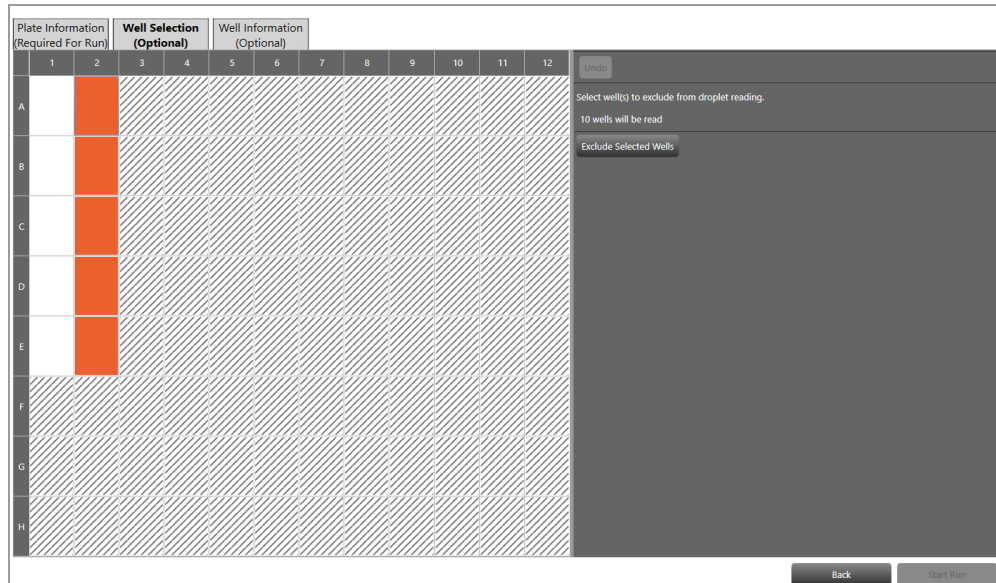 Plate Information
(Required For Run)
Well Selection
(Optional)
Well Information
(Optional)
1 2 3 4 5 6 7 8 9 10 11 12
Undo
A
Select well(s) to exclude from droplet reading.
10 wells will be read
Exclude Selected Wells
B
C
D
E
F
G
H
Back
Start Run